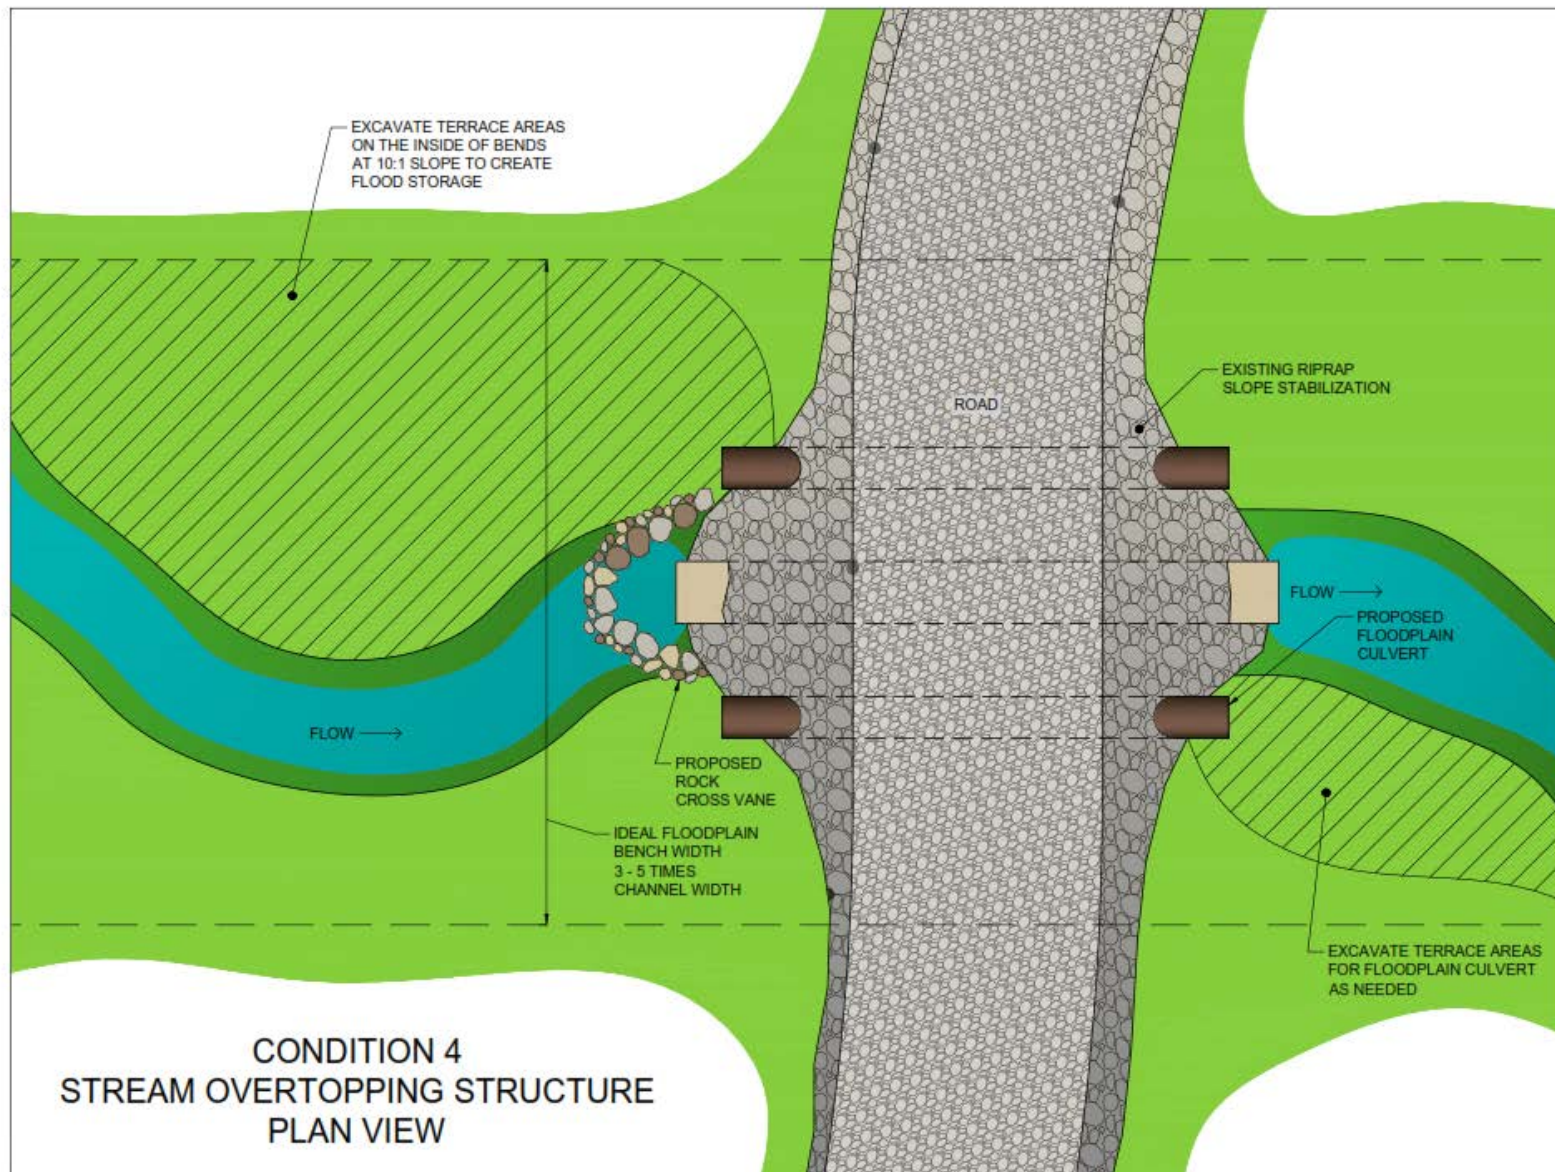 EXCAVATE TERRACE AREAS
ON THE INSIDE OF BENDS
AT 10:1 SLOPE TO CREATE
FLOOD STORAGE
EXISTING RIPRAP
SLOPE STABILIZATION
ROAD
FLOW
PROPOSED
FLOODPLAIN
CULVERT
FLOW
PROPOSED
ROCK
CROSS VANE
IDEAL FLOODPLAIN
BENCH WIDTH
3 - 5 TIMES
CHANNEL WIDTH
EXCAVATE TERRACE AREAS
FOR FLOODPLAIN CULVERT
AS NEEDED
CONDITION 4
STREAM OVERTOPPING STRUCTURE
PLAN VIEW